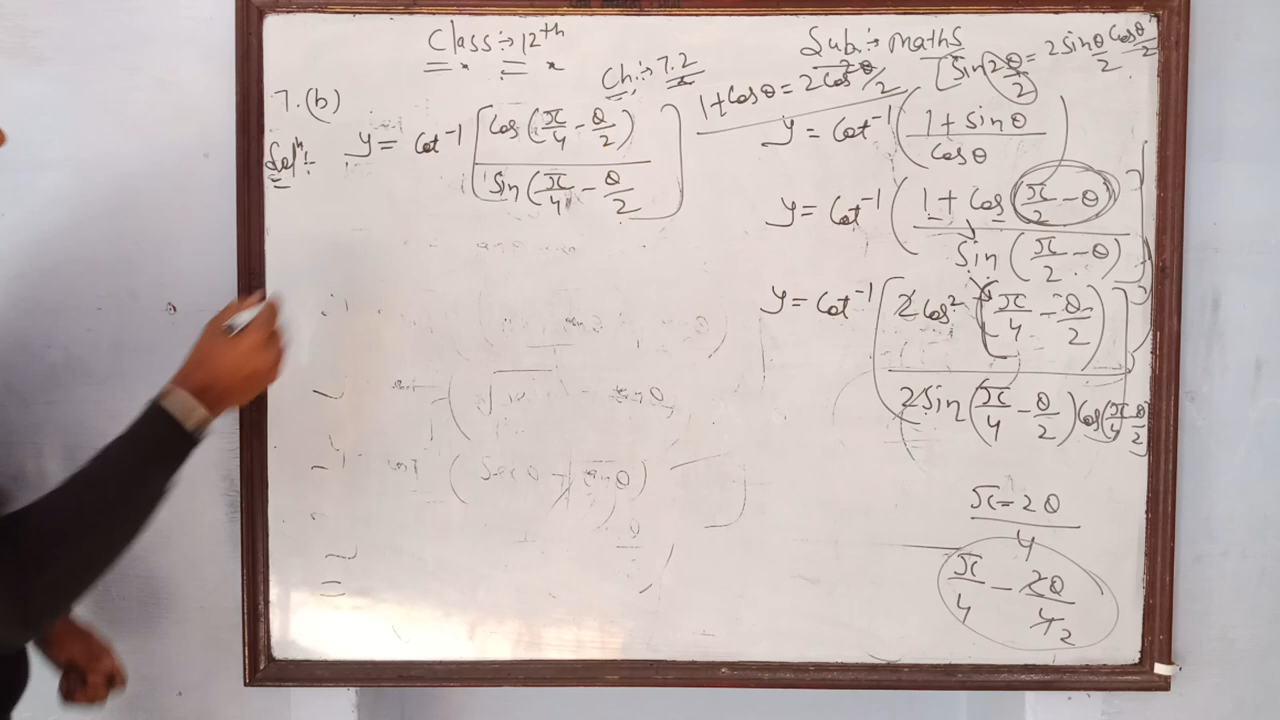 Class :- 12th
Sub. :- Maths
Ch :- 7.2
1 + cos θ = 2 cos² θ/2
[ sin 2θ/2 = 2 sin θ/2 cos θ/2
7.(b)
Solⁿ :-
y = cot⁻¹ [ cos (π/4 - θ/2) / sin (π/4 - θ/2) ]
y = cot⁻¹ ( 1 + sin θ / cos θ )
y = cot⁻¹ ( 1 + cos (π/2 - θ) / sin (π/2 - θ) )
y = cot⁻¹ [ 2 cos² (π/4 - θ/2) / 2 sin (π/4 - θ/2) cos (π/4 - θ/2) ]
π - 2θ / 4
π/4 - 2θ/4 2